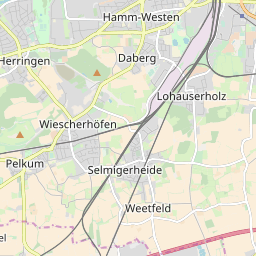 Hamm-Westen
Herringen
Daberg
Lohauserholz
Wiescherhöfen
Pelkum
Selmigerheide
Weetfeld